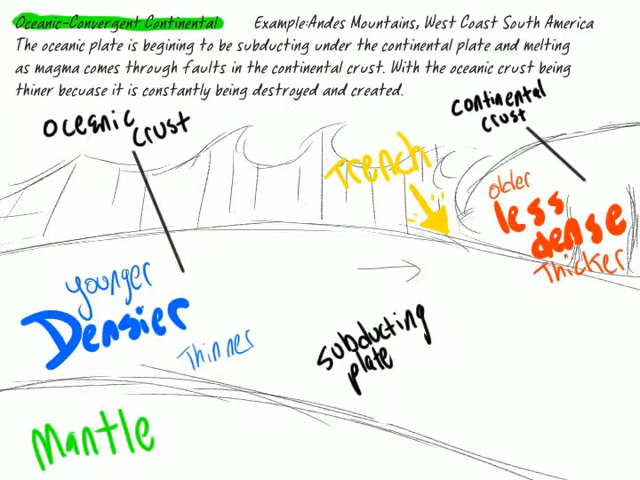 Oceanic-Convergent Continental Example:Andes Mountains, West Coast South America
The oceanic plate is begining to be subducting under the continental plate and melting
as magma comes through faults in the continental crust. With the oceanic crust being
thiner becuase it is constantly being destroyed and created.
oceanic
crust
continental
crust
Trench
older
less
dense
Thicker
younger
Densier
Thinner
subducting
plate
Mantle